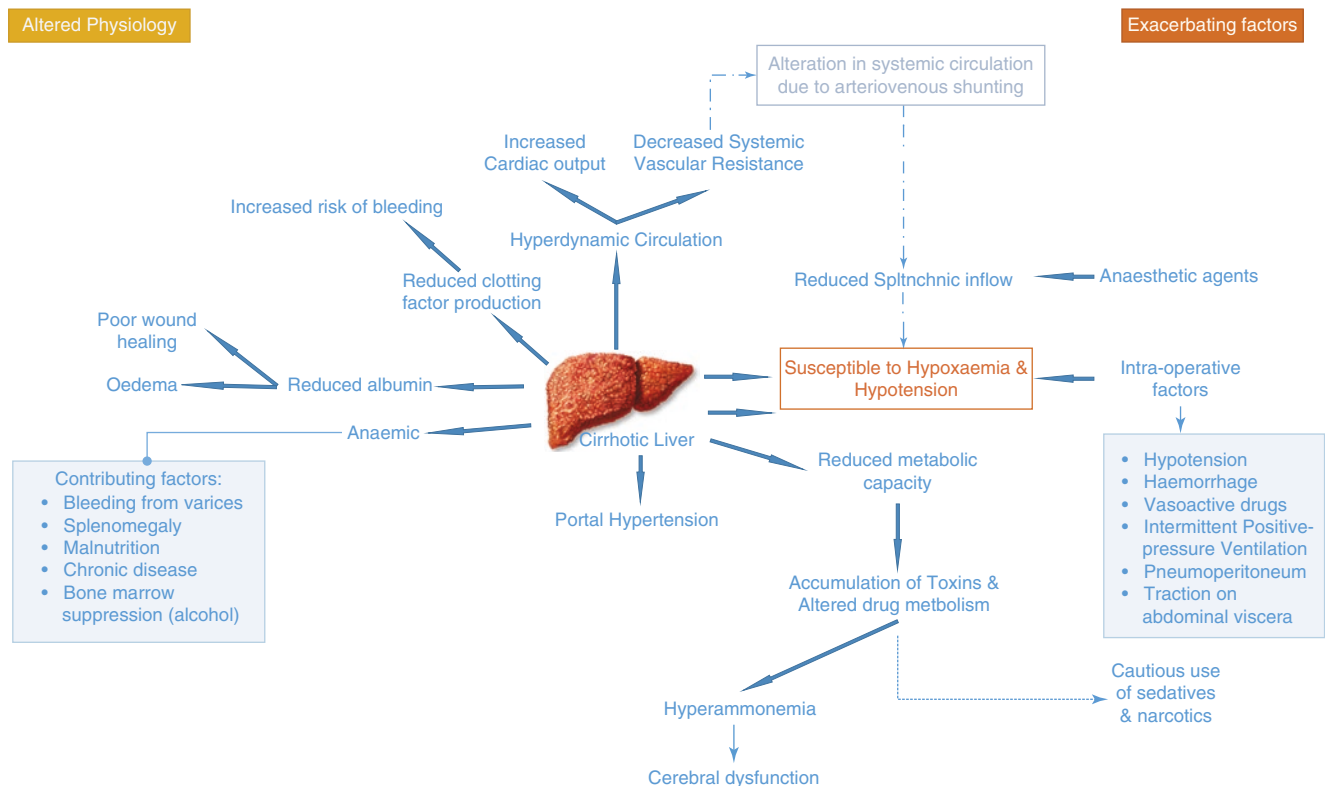 Altered Physiology
Exacerbating factors
Alteration in systemic circulation
due to arteriovenous shunting
Increased
Cardiac output
Decreased Systemic
Vascular Resistance
Increased risk of bleeding
Hyperdynamic Circulation
Reduced clotting
factor production
Reduced Spltnchnic inflow
Anaesthetic agents
Poor wound
healing
Oedema
Reduced albumin
Susceptible to Hypoxaemia &
Hypotension
Intra-operative
factors
Anaemic
Cirrhotic Liver
Contributing factors:
• Bleeding from varices
• Splenomegaly
• Malnutrition
• Chronic disease
• Bone marrow
suppression (alcohol)
Portal Hypertension
Reduced metabolic
capacity
• Hypotension
• Haemorrhage
• Vasoactive drugs
• Intermittent Positive-
pressure Ventilation
• Pneumoperitoneum
• Traction on
abdominal viscera
Accumulation of Toxins &
Altered drug metbolism
Cautious use
of sedatives
& narcotics
Hyperammonemia
Cerebral dysfunction